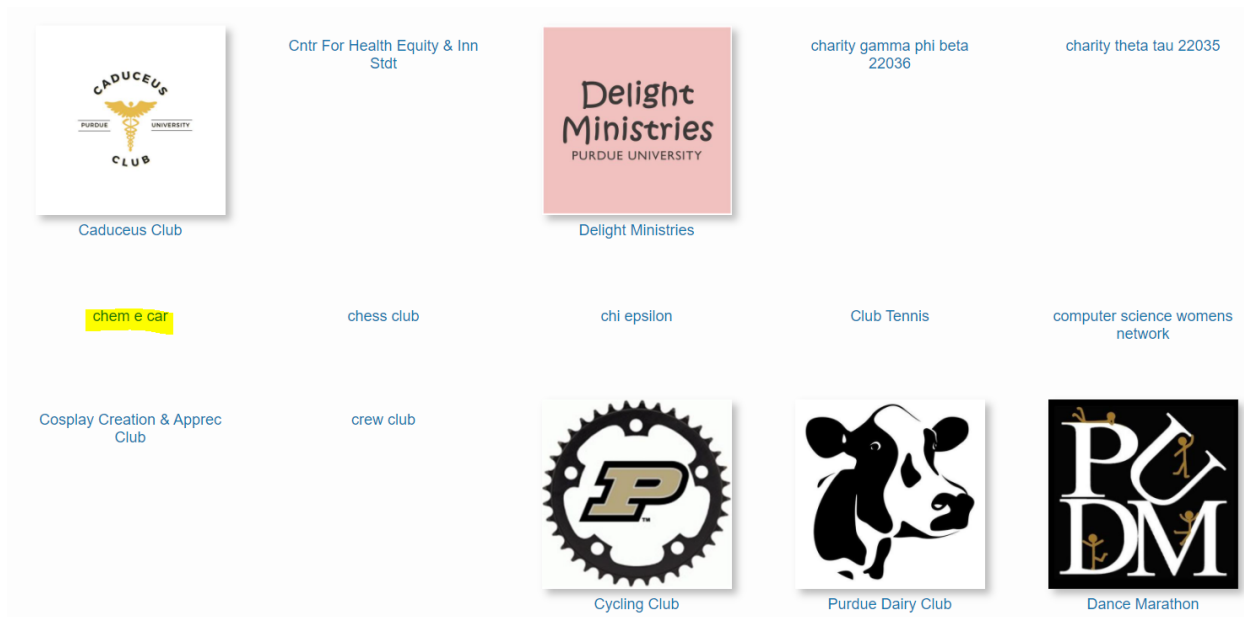 CADUCEUS
PURDUE UNIVERSITY
CLUB
Caduceus Club
Cntr For Health Equity & Inn
Stdt
Delight
Ministries
PURDUE UNIVERSITY
Delight Ministries
charity gamma phi beta
22036
charity theta tau 22035
chem e car
chess club
chi epsilon
Club Tennis
computer science womens
network
Cosplay Creation & Apprec
Club
crew club
P
TM
Cycling Club
Purdue Dairy Club
PU
DM
Dance Marathon